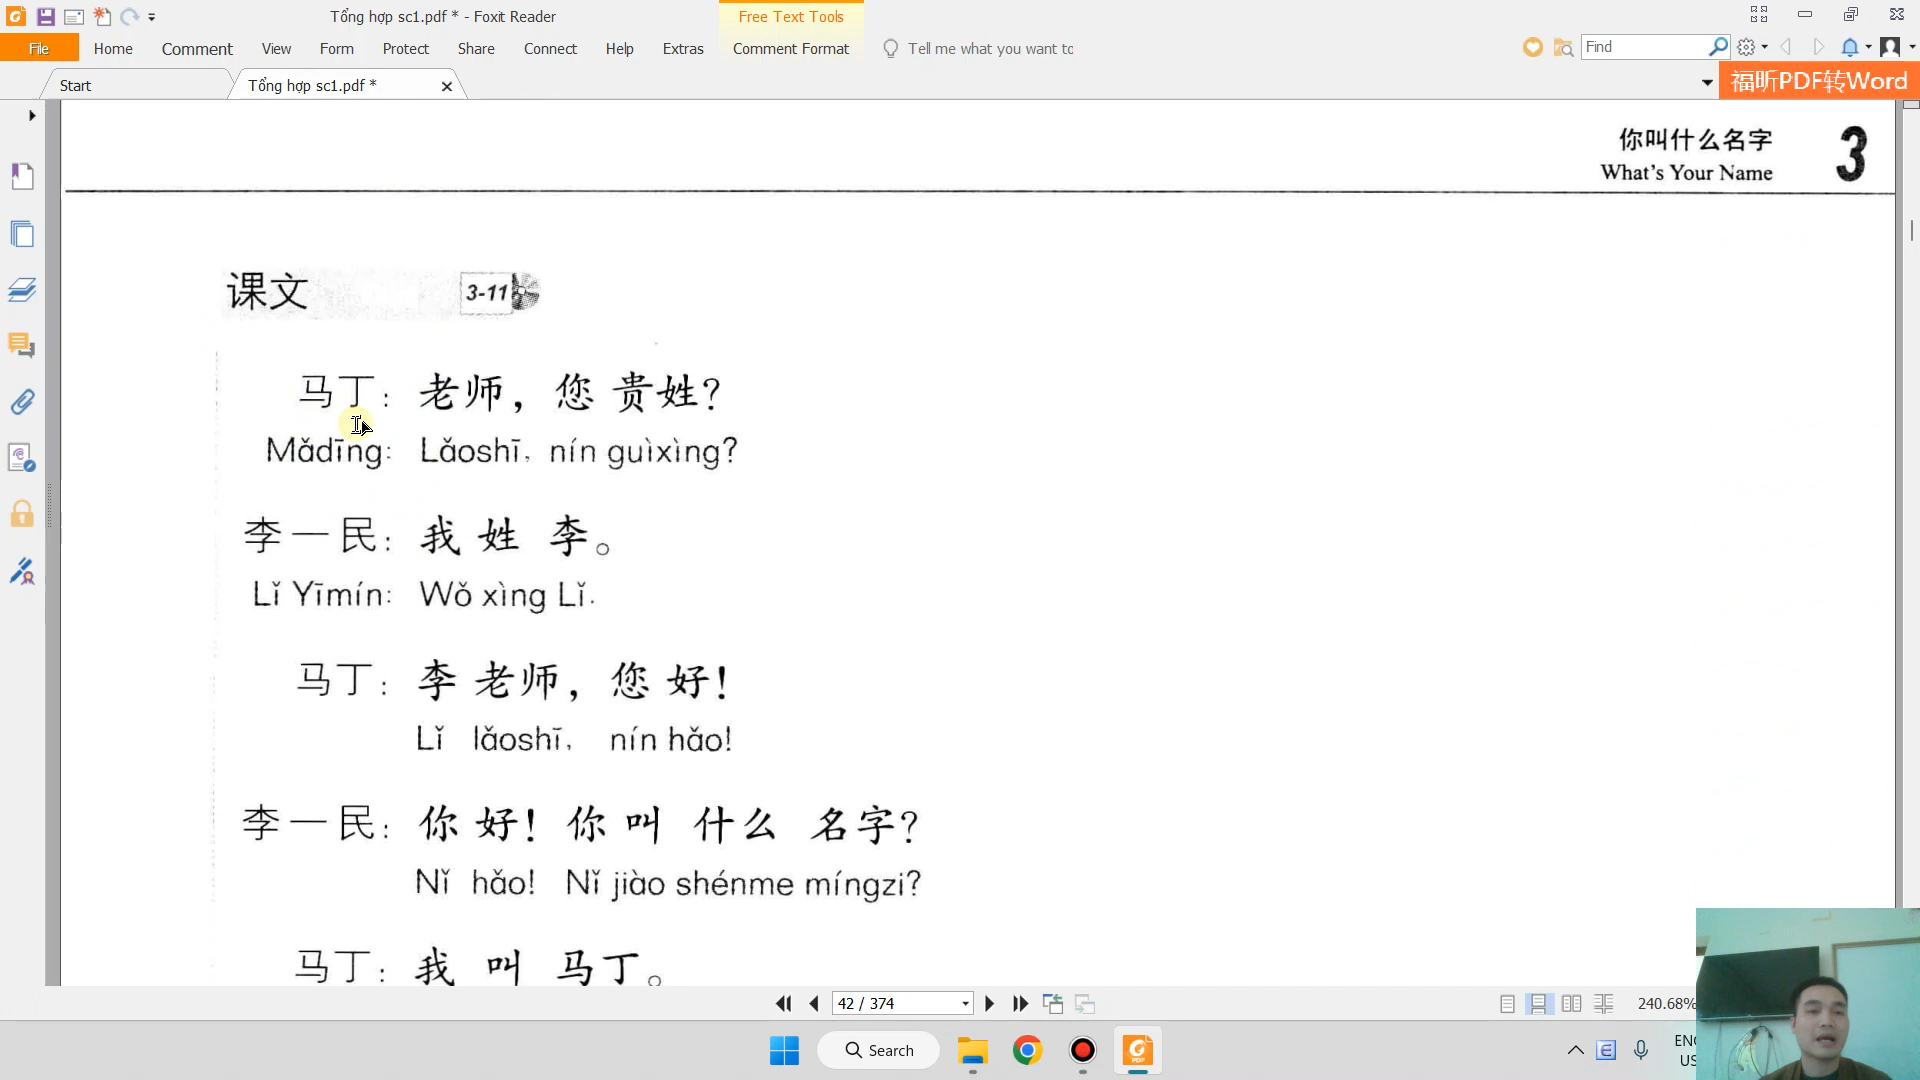 Tổng hợp sc1.pdf * - Foxit Reader
Free Text Tools
File
Home
Comment
View
Form
Protect
Share
Connect
Help
Extras
Comment Format
Tell me what you want to
Find
Start
Tổng hợp sc1.pdf *
福昕PDF转Word
你叫什么名字
What's Your Name
3
课文
3-11
马丁: 老师, 您 贵姓?
Mǎdīng: Lǎoshī, nín guìxìng?
李一民: 我 姓 李。
Lǐ Yīmín: Wǒ xìng Lǐ.
马丁: 李 老师, 您 好!
Lǐ lǎoshī, nín hǎo!
李一民: 你 好! 你 叫 什么 名字?
Nǐ hǎo! Nǐ jiào shénme míngzi?
马丁: 我 叫 马丁。
42 / 374
240.68%
Search